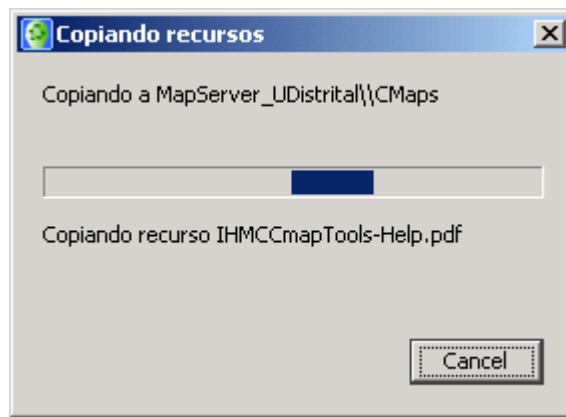 Copiando recursos
Copiando a MapServer_UDistrital\\CMaps
Copiando recurso IHMCCmapTools-Help.pdf
Cancel